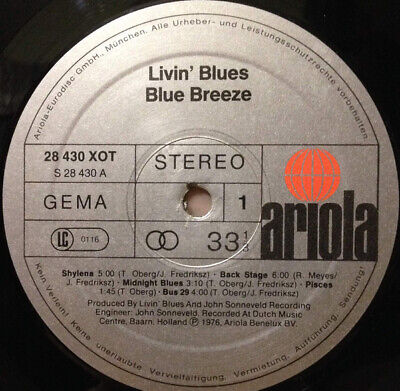 Ariola-Eurodisc GmbH., München. Alle Urheber- und Leistungsschutzrechte vorbehalten.
Livin' Blues
Blue Breeze
28 430 XOT
S 28 430 A
STEREO
GEMA
1
LC 0116
33 1/3
ariola
Shylena 5:00 (T. Oberg/J. Fredriksz) · Back Stage 6:00 (R. Meyes/
J. Fredriksz) · Midnight Blues 3:10 (T. Oberg/J. Fredriksz) · Pisces
1:45 (T. Oberg) · Bus 29 4:00 (T. Oberg/J. Fredriksz)
Produced By Livin' Blues And John Sonneveld Recording
Engineer: John Sonneveld. Recorded At Dutch Music
Centre, Baarn, Holland Ⓟ 1976, Ariola Benelux BV.
Kein Verleih! Keine unerlaubte Vervielfältigung, Vermietung, Aufführung, Sendung!